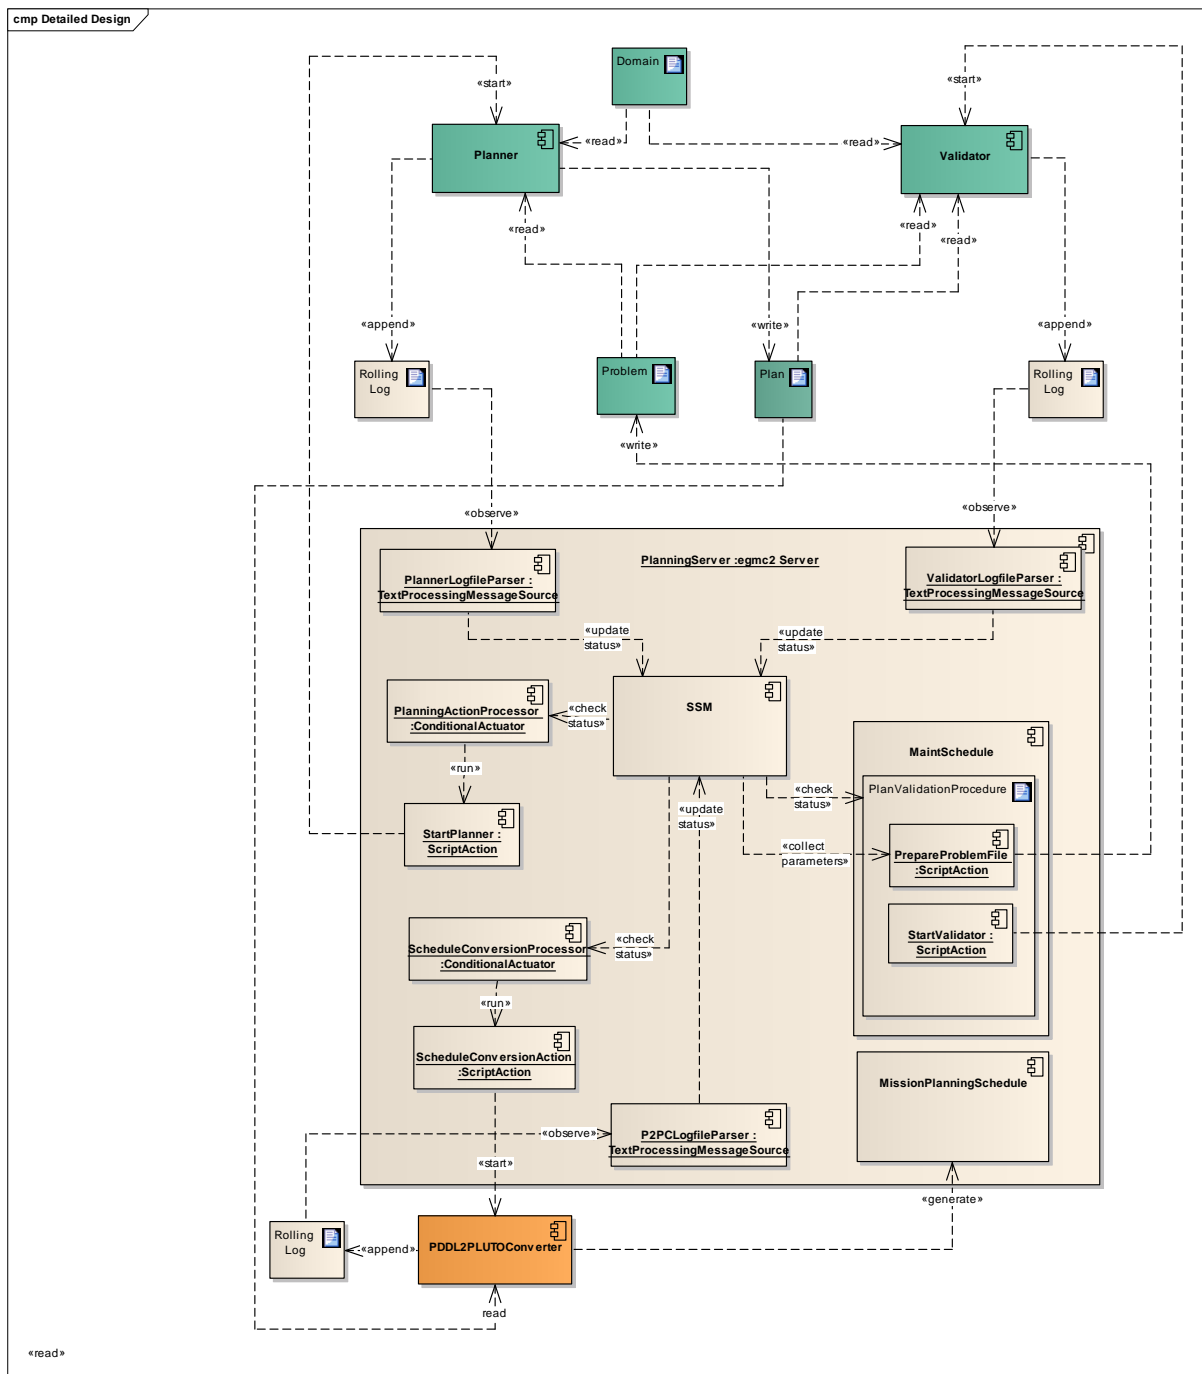 cmp Detailed Design
Domain
«start»
«start»
«read»
«read»
Planner
Validator
«read»
«read»
«read»
«append»
«write»
«append»
Rolling
Log
Problem
Plan
Rolling
Log
«write»
«observe»
«observe»
PlanningServer :egmc2 Server
PlannerLogfileParser :
TextProcessingMessageSource
ValidatorLogfileParser :
TextProcessingMessageSource
«update
status»
«update
status»
PlanningActionProcessor
:ConditionalActuator
«check
status»
SSM
MaintSchedule
«run»
«update
status»
«check
status»
PlanValidationProcedure
StartPlanner :
ScriptAction
«collect
parameters»
PrepareProblemFile
:ScriptAction
StartValidator :
ScriptAction
ScheduleConversionProcessor
:ConditionalActuator
«check
status»
«run»
ScheduleConversionAction
:ScriptAction
MissionPlanningSchedule
«observe»
P2PCLogfileParser :
TextProcessingMessageSource
«start»
«generate»
Rolling
Log
«append»
PDDL2PLUTOConverter
read
«read»